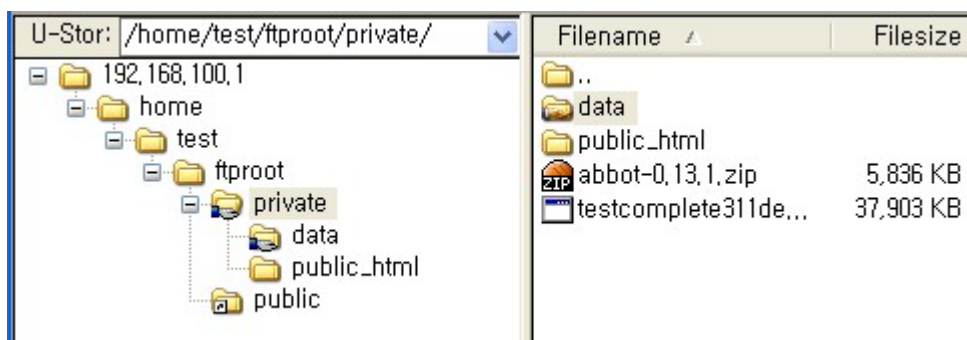 U-Stor: /home/test/ftproot/private/
192,168,100,1
home
test
ftproot
private
data
public_html
public
Filename Filesize
..
data
public_html
ZIP abbot-0,13,1,zip 5,836 KB
testcomplete311de,,, 37,903 KB